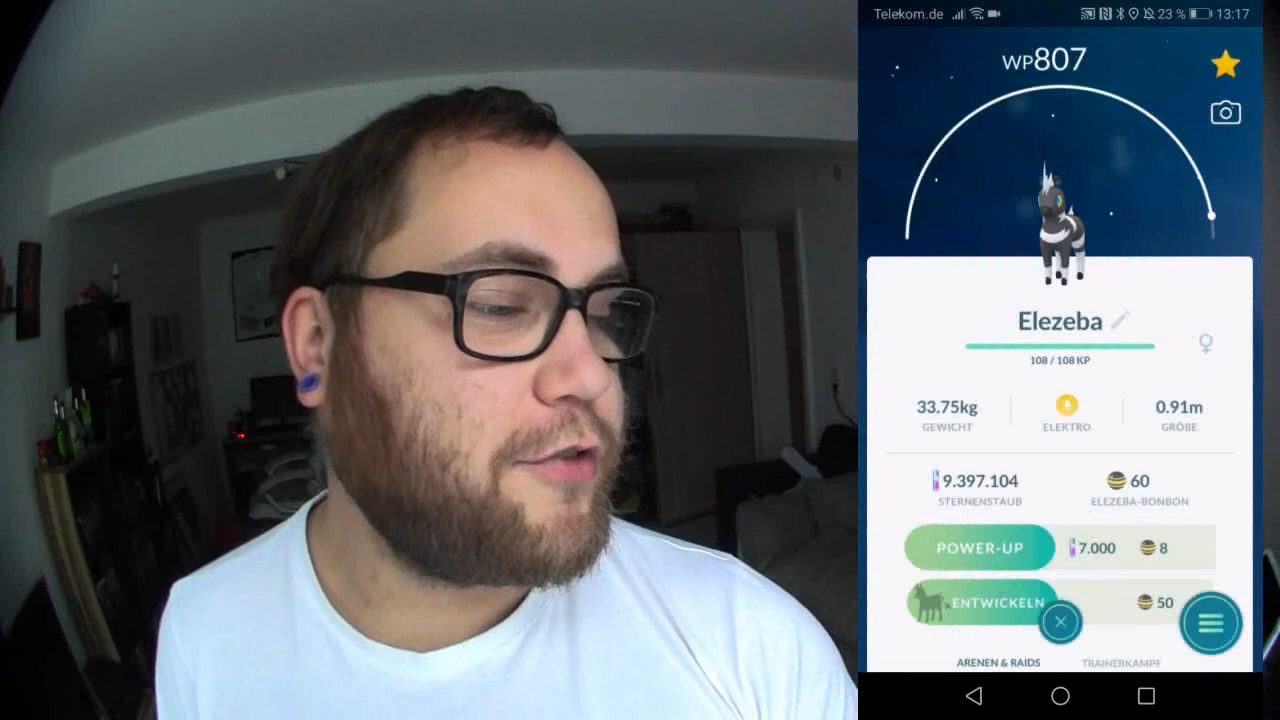 Telekom.de 23 % 13:17
WP807
Elezeba
108 / 108 KP
33.75kg
GEWICHT
ELEKTRO
0.91m
GRÖßE
9.397.104
STERNENSTAUB
60
ELEZEBA-BONBON
POWER-UP 7.000 8
ENTWICKELN 50
ARENEN & RAIDS TRAINERKÄMPFE